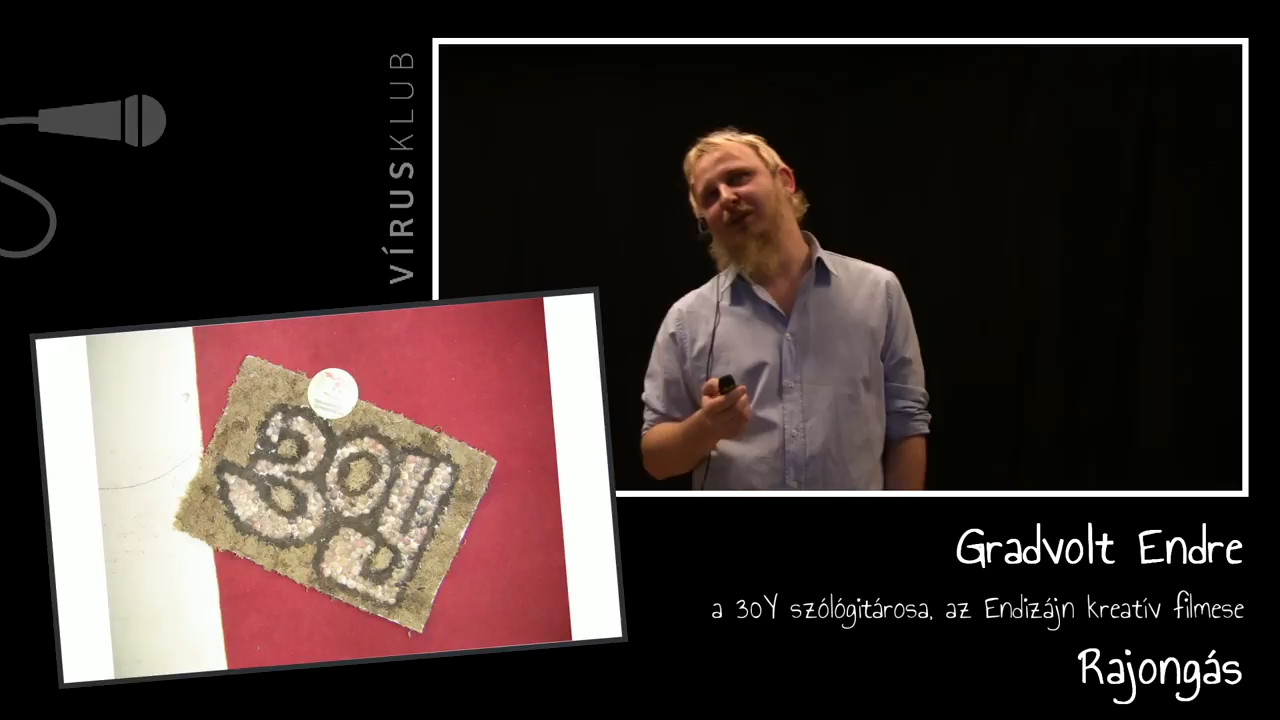 VÍRUSKLUB
30y
Gradvolt Endre
a 30Y szólógitárosa, az Endizájn kreatív filmese
Rajongás